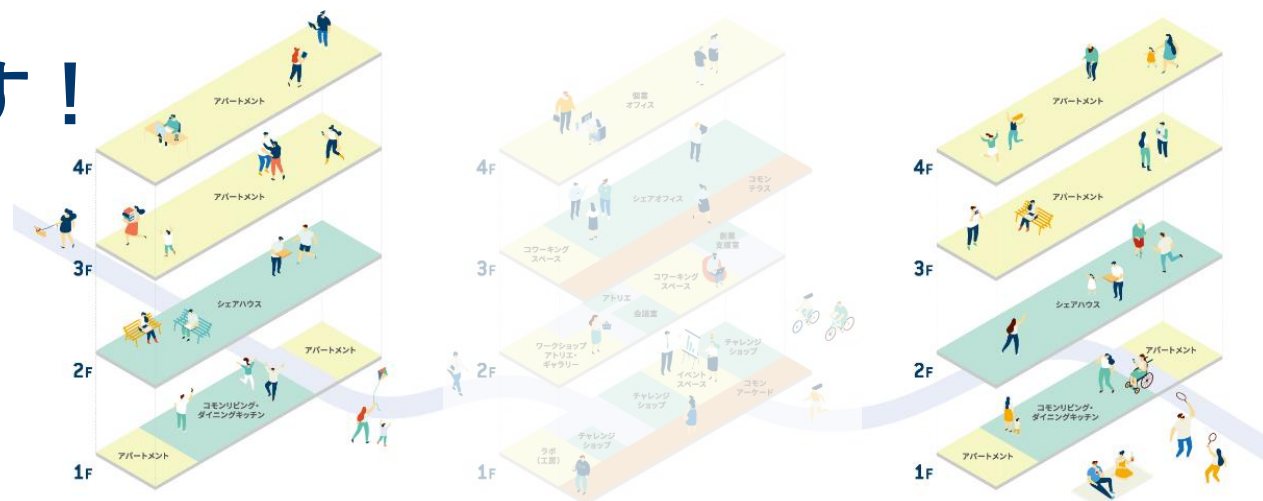 す！
アパートメント
4F
アパートメント
3F
シェアハウス
2F
アパートメント
コモンリビング・
ダイニングキッチン
アパートメント
1F
個室
オフィス
4F
コモン
テラス
シェアオフィス
創業
支援室
コワーキング
スペース
3F
コワーキング
スペース
アトリエ
会議室
ワークショップ
アトリエ・
ギャラリー
チャレンジ
ショップ
2F
イベント
スペース
コモン
アーケード
チャレンジ
ショップ
チャレンジ
ショップ
ラボ
（工房）
1F
アパートメント
4F
アパートメント
3F
シェアハウス
2F
アパートメント
コモンリビング・
ダイニングキッチン
アパートメント
1F